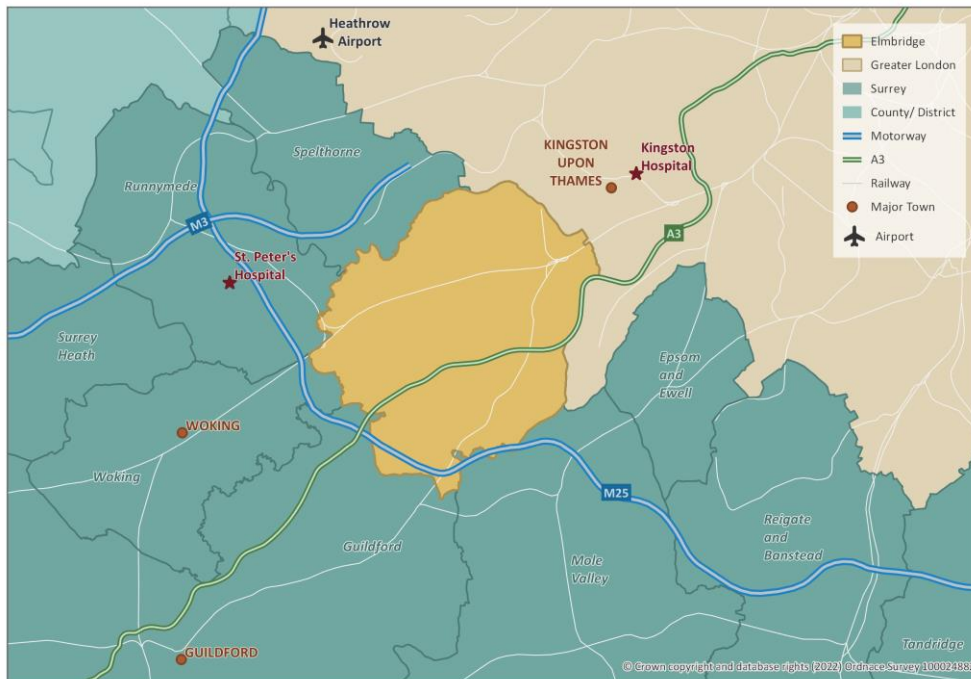 Heathrow
Airport
Elmbridge
Greater London
Surrey
County/ District
Motorway
A3
Railway
Major Town
Airport
Spelthorne
KINGSTON
UPON
THAMES
Kingston
Hospital
Runnymede
M3
A3
St. Peter's
Hospital
Surrey
Heath
Epsom
and
Ewell
WOKING
Woking
M25
Guildford
Mole
Valley
Reigate
and
Banstead
GUILDFORD
Tandridge
© Crown copyright and database rights (2022) Ordnace Survey 10002488